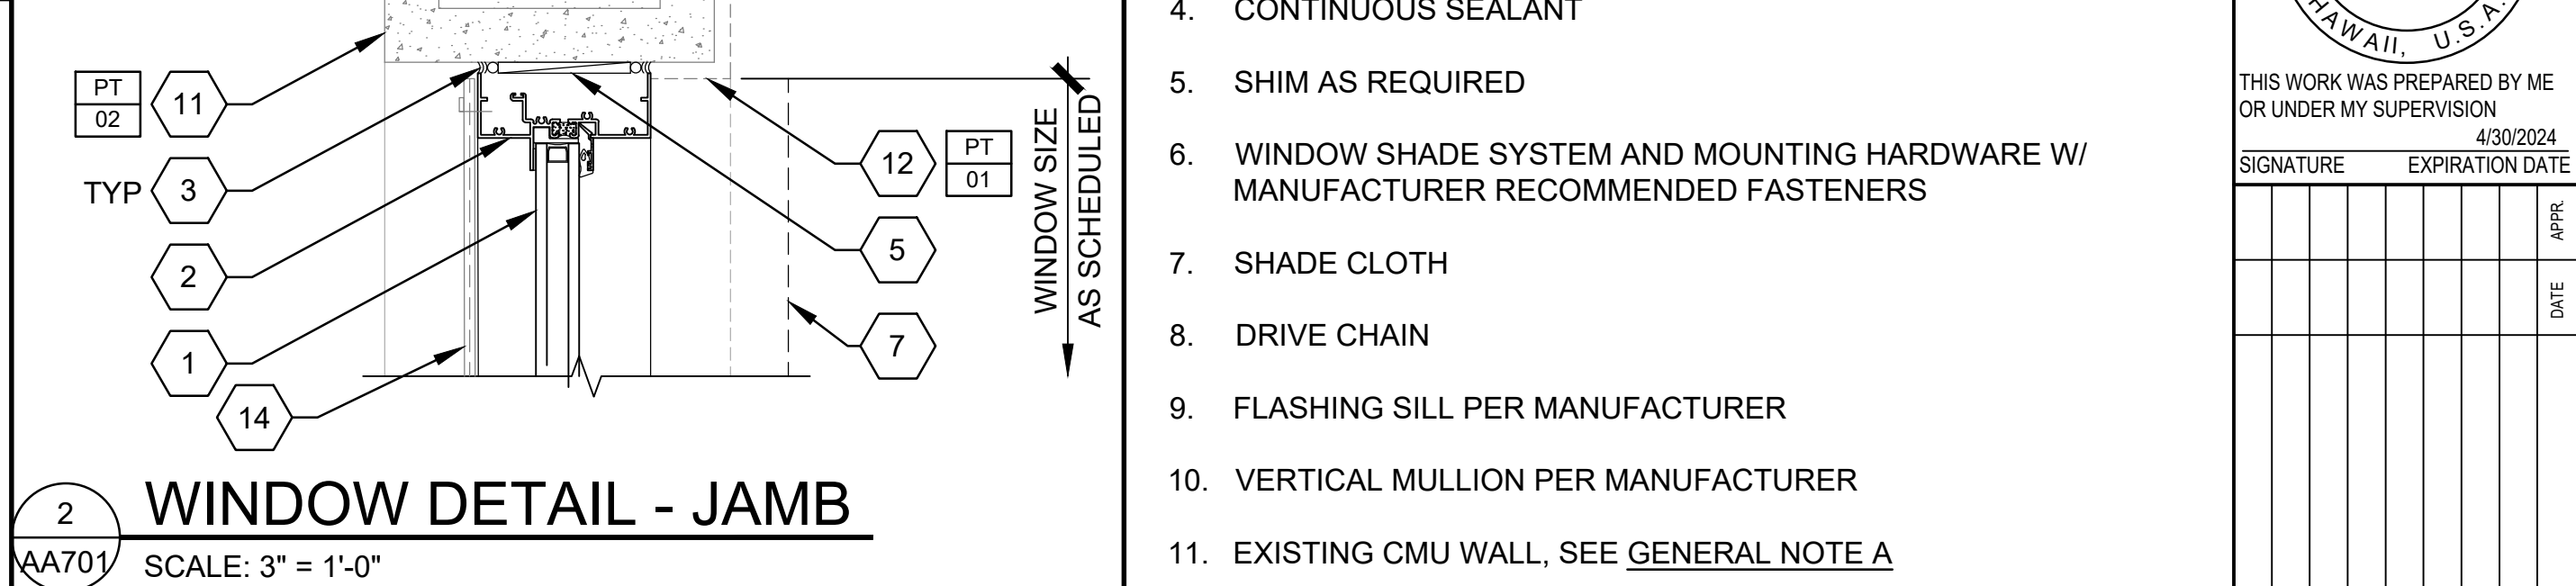 PT
02
11
TYP
3
2
1
14
12
PT
01
5
7
WINDOW SIZE
AS SCHEDULED
2
AA701
WINDOW DETAIL - JAMB
SCALE: 3" = 1'-0"
4. CONTINUOUS SEALANT
5. SHIM AS REQUIRED
6. WINDOW SHADE SYSTEM AND MOUNTING HARDWARE W/
MANUFACTURER RECOMMENDED FASTENERS
7. SHADE CLOTH
8. DRIVE CHAIN
9. FLASHING SILL PER MANUFACTURER
10. VERTICAL MULLION PER MANUFACTURER
11. EXISTING CMU WALL, SEE GENERAL NOTE A
HAWAII, U.S.A.
THIS WORK WAS PREPARED BY ME
OR UNDER MY SUPERVISION
4/30/2024
SIGNATURE EXPIRATION DATE
APPR.
DATE